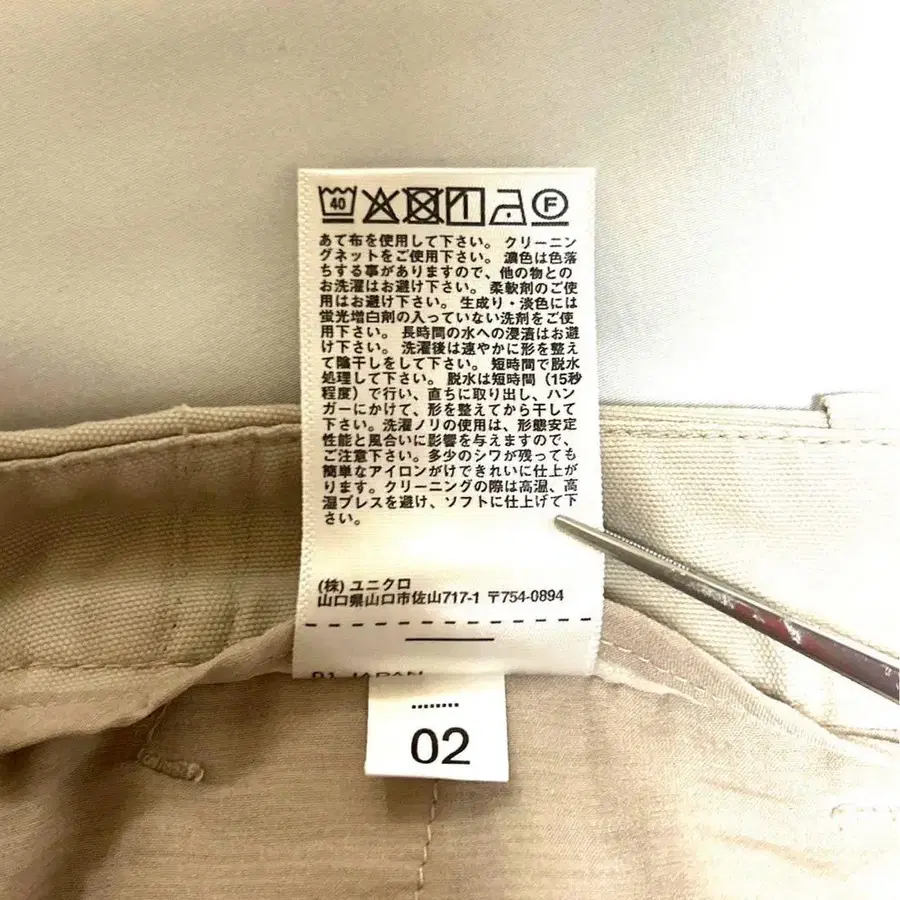 40 F
あて布を使用して下さい。 クリーニン
グネットをご使用下さい。 濃色は色落
ちする事がありますので、他の物との
お洗濯はお避け下さい。 柔軟剤のご使
用はお避け下さい。 生成り・淡色には
蛍光増白剤の入っていない洗剤をご使
用下さい。 長時間の水への浸漬はお避
け下さい。 洗濯後は速やかに形を整え
て陰干しをして下さい。 短時間で脱水
処理して下さい。 脱水は短時間（15秒
程度）で行い、直ちに取り出し、ハン
ガーにかけて、形を整えてから干して
下さい。洗濯ノリの使用は、形態安定
性能と風合いに影響を与えますので、
ご注意下さい。多少のシワが残っても
簡単なアイロンがけできれいに仕上が
ります。クリーニングの際は高温、高
湿プレスを避け、ソフトに仕上げて下
さい。
(株) ユニクロ
山口県山口市佐山717-1 〒754-0894
01 JAPAN
02